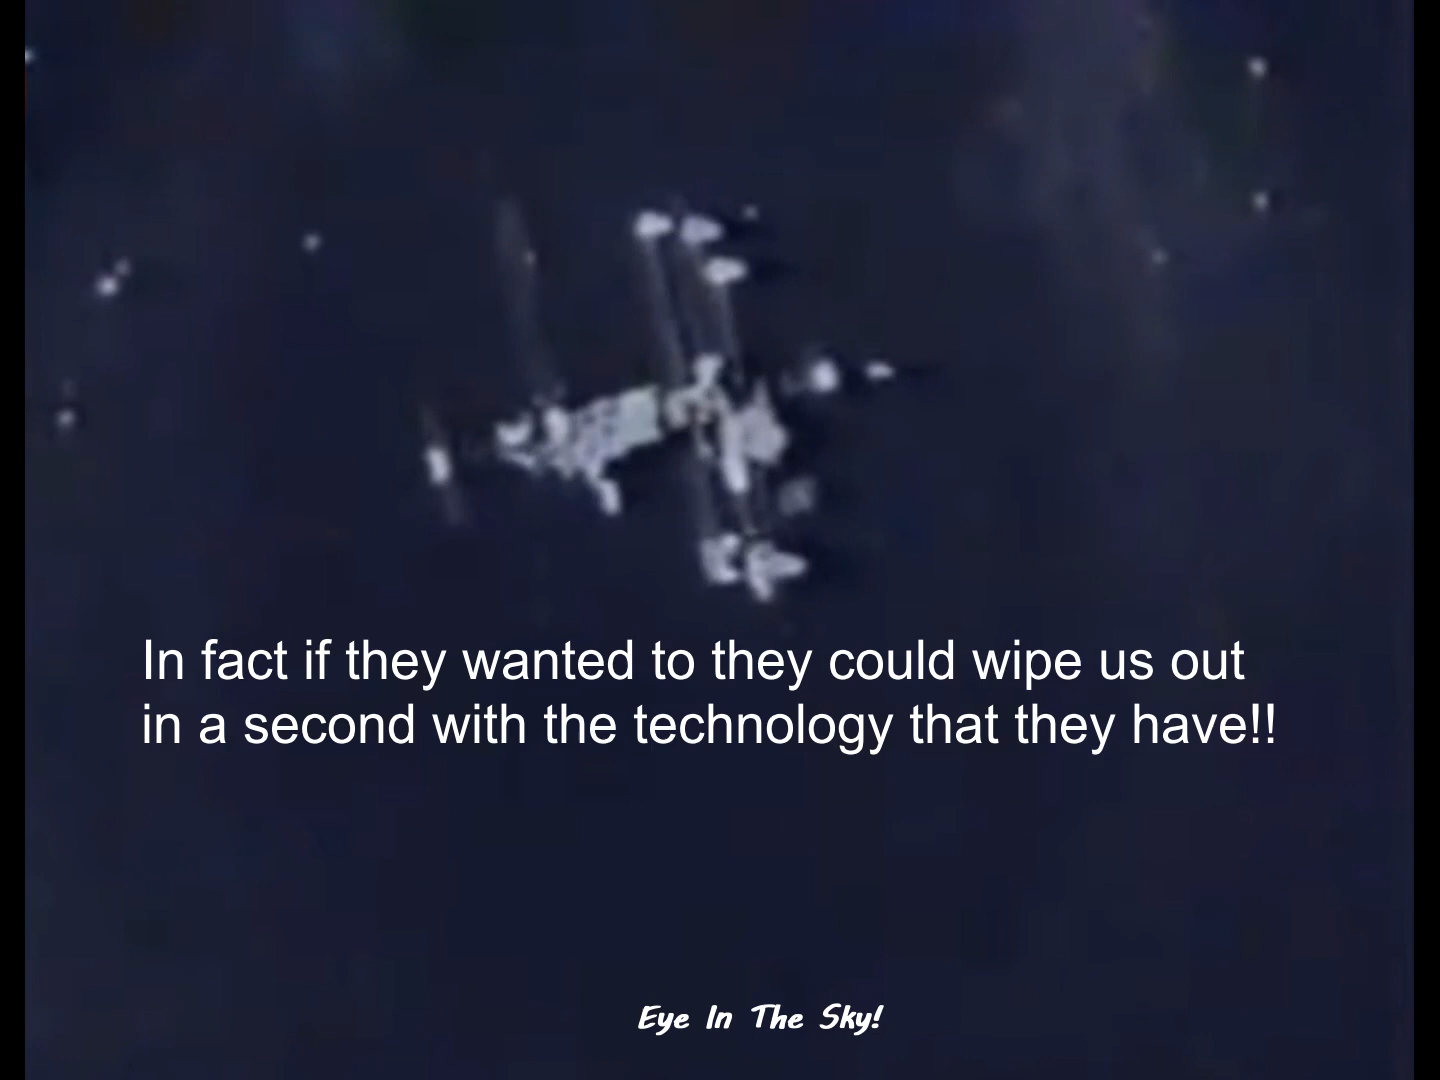 In fact if they wanted to they could wipe us out
in a second with the technology that they have!!
Eye In The Sky!